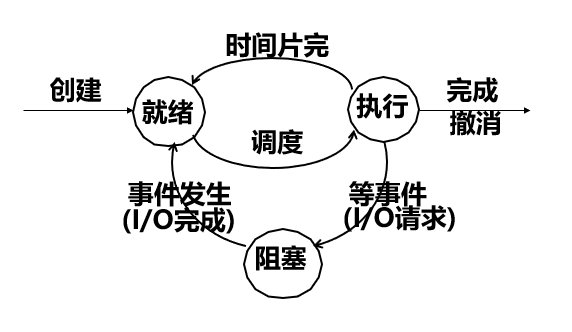 时间片完
创建
就绪
执行
完成
撤消
调度
事件发生
(I/O完成)
等事件
(I/O请求)
阻塞